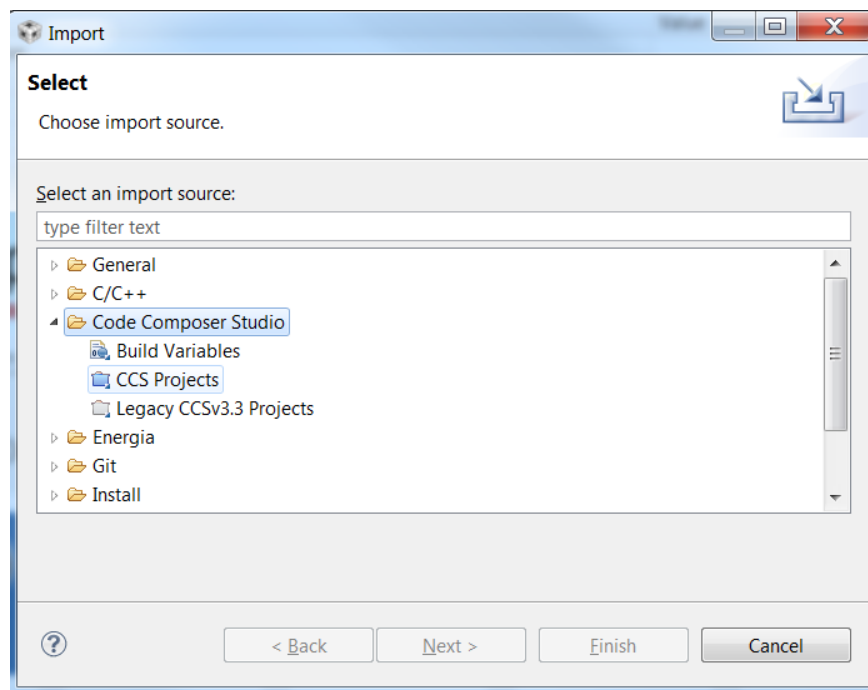 Import
Select
Choose import source.
Select an import source:
type filter text
General
C/C++
Code Composer Studio
Build Variables
CCS Projects
Legacy CCSv3.3 Projects
Energia
Git
Install
? < Back Next > Finish Cancel